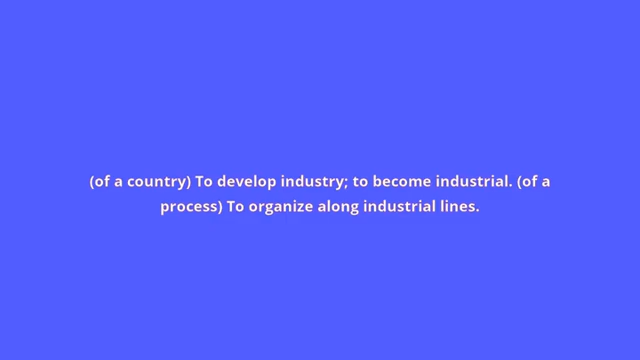 (of a country) To develop industry; to become industrial. (of a
process) To organize along industrial lines.